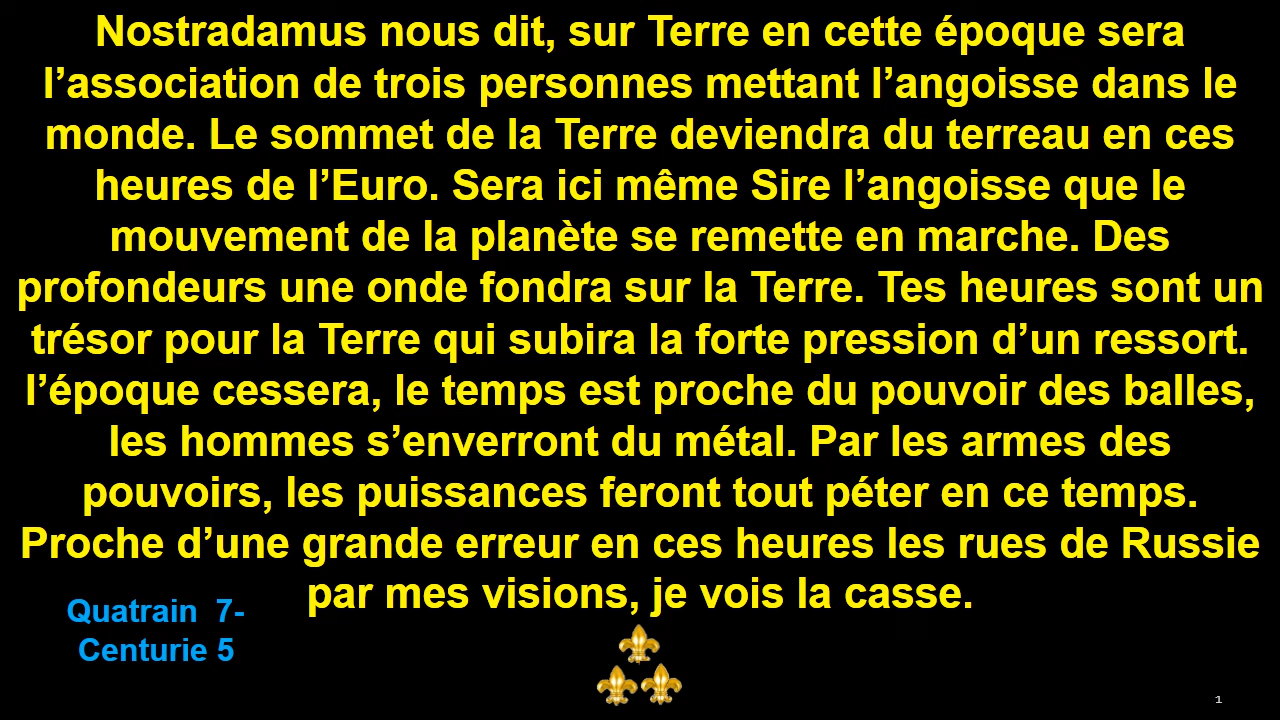 Nostradamus nous dit, sur Terre en cette époque sera
l’association de trois personnes mettant l’angoisse dans le
monde. Le sommet de la Terre deviendra du terreau en ces
heures de l’Euro. Sera ici même Sire l’angoisse que le
mouvement de la planète se remette en marche. Des
profondeurs une onde fondra sur la Terre. Tes heures sont un
trésor pour la Terre qui subira la forte pression d’un ressort.
l’époque cessera, le temps est proche du pouvoir des balles,
les hommes s’enverront du métal. Par les armes des
pouvoirs, les puissances feront tout péter en ce temps.
Proche d’une grande erreur en ces heures les rues de Russie
par mes visions, je vois la casse.
Quatrain 7-
Centurie 5
1